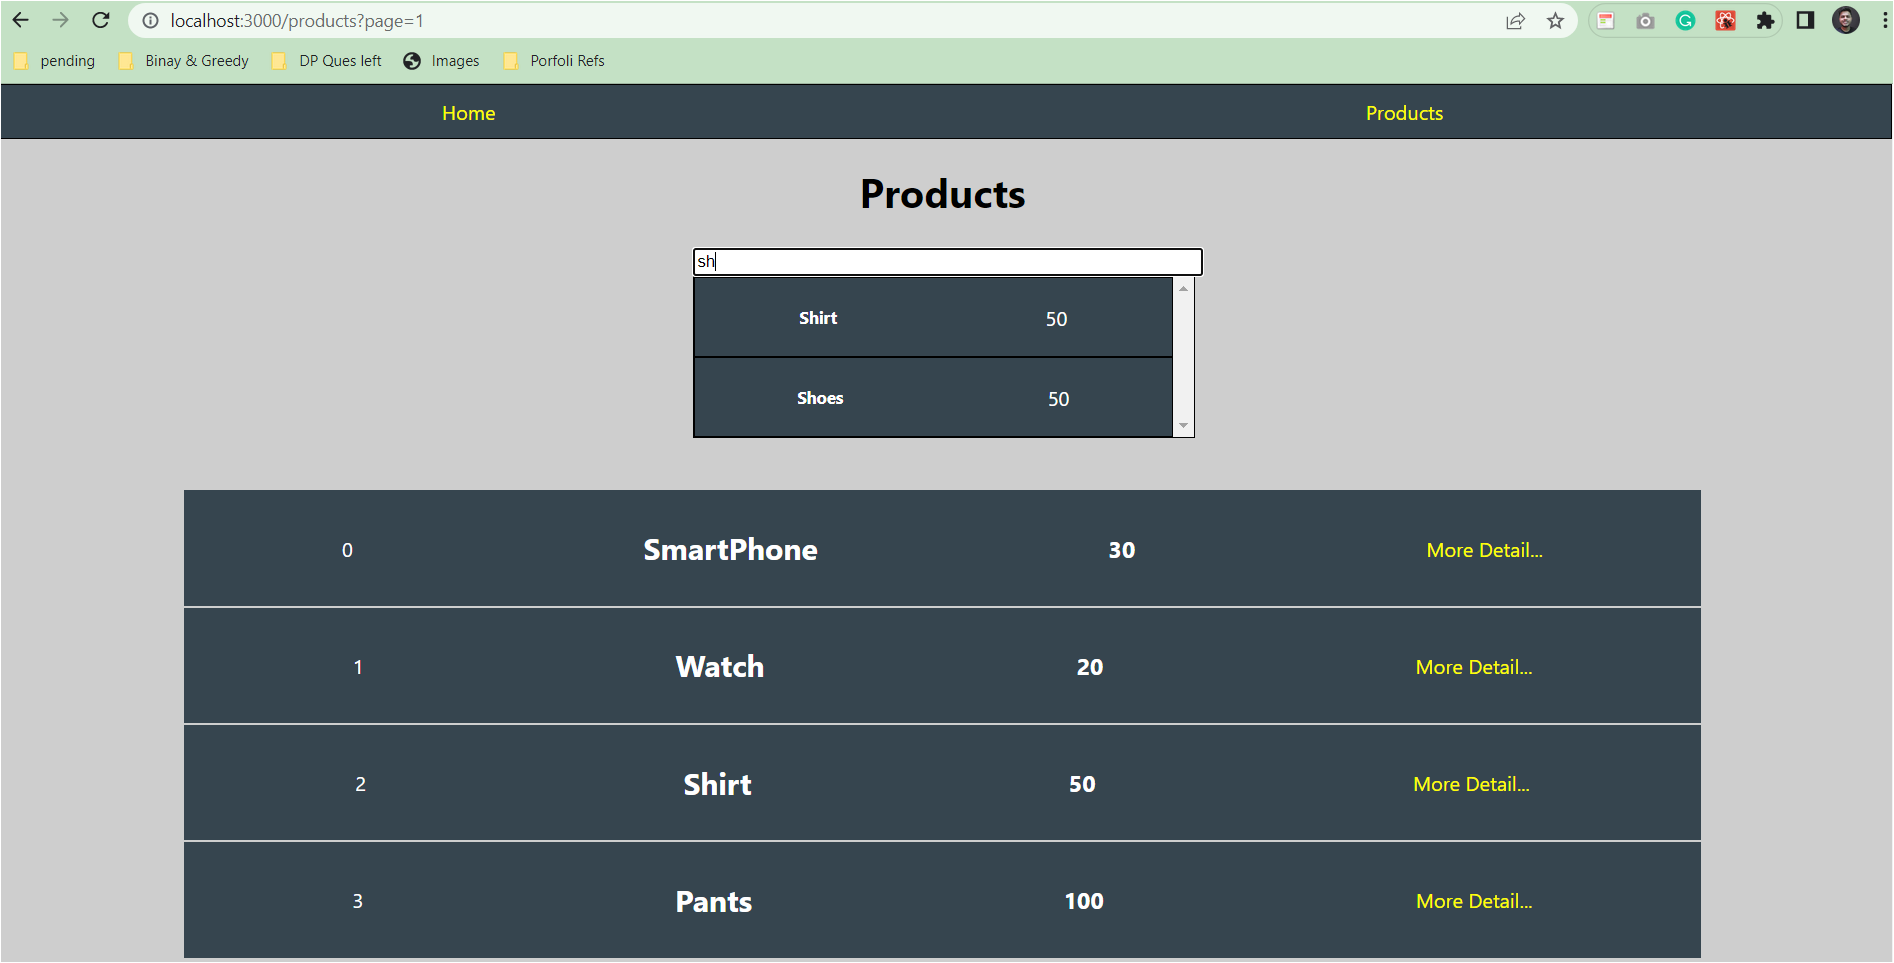 localhost:3000/products?page=1
pending Binay & Greedy DP Ques left Images Porfoli Refs
Home Products
Products
sh
Shirt 50
Shoes 50
0 SmartPhone 30 More Detail...
1 Watch 20 More Detail...
2 Shirt 50 More Detail...
3 Pants 100 More Detail...